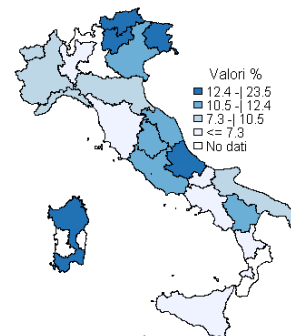 Valori %
12.4 -| 23.5
10.5 -| 12.4
7.3 -| 10.5
<= 7.3
No dati